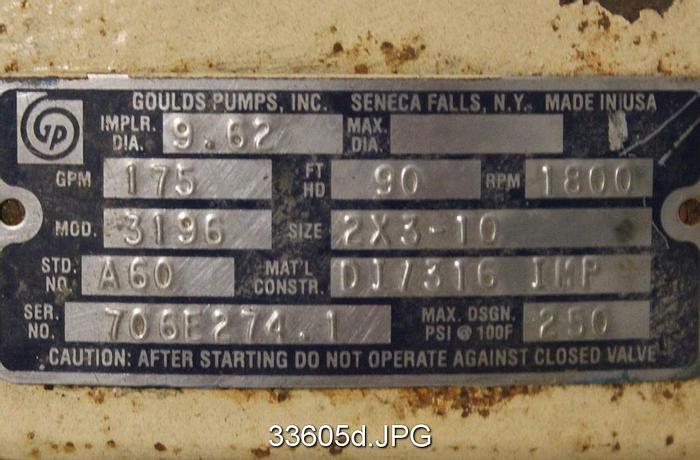 GP
GOULDS PUMPS, INC. SENECA FALLS, N.Y. MADE IN USA
IMPLR. DIA. 9.62 MAX. DIA.
GPM 175 FT HD 90 RPM 1800
MOD. 3196 SIZE 2X3-10
STD. NO. A60 MAT'L CONSTR. DI/316 IMP
SER. NO. 706E274.1 MAX. DSGN. PSI @ 100F 250
CAUTION: AFTER STARTING DO NOT OPERATE AGAINST CLOSED VALVE
33605d.JPG